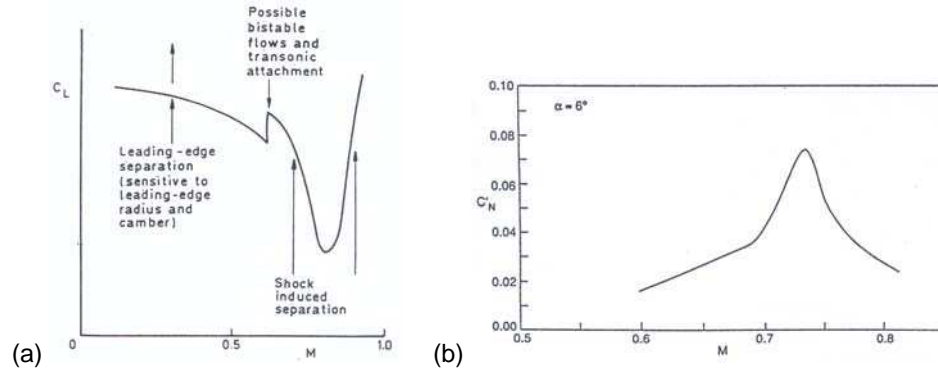 Possible
bistable
flows and
transonic
attachment
C_L
Leading-edge
separation
(sensitive to
leading-edge
radius and
camber)
Shock
induced
separation
0
0.5
1.0
M
(a)
0.10
0.08
0.06
C'_N
0.04
0.02
0.00
α = 6°
0.5
0.6
0.7
0.8
M
(b)